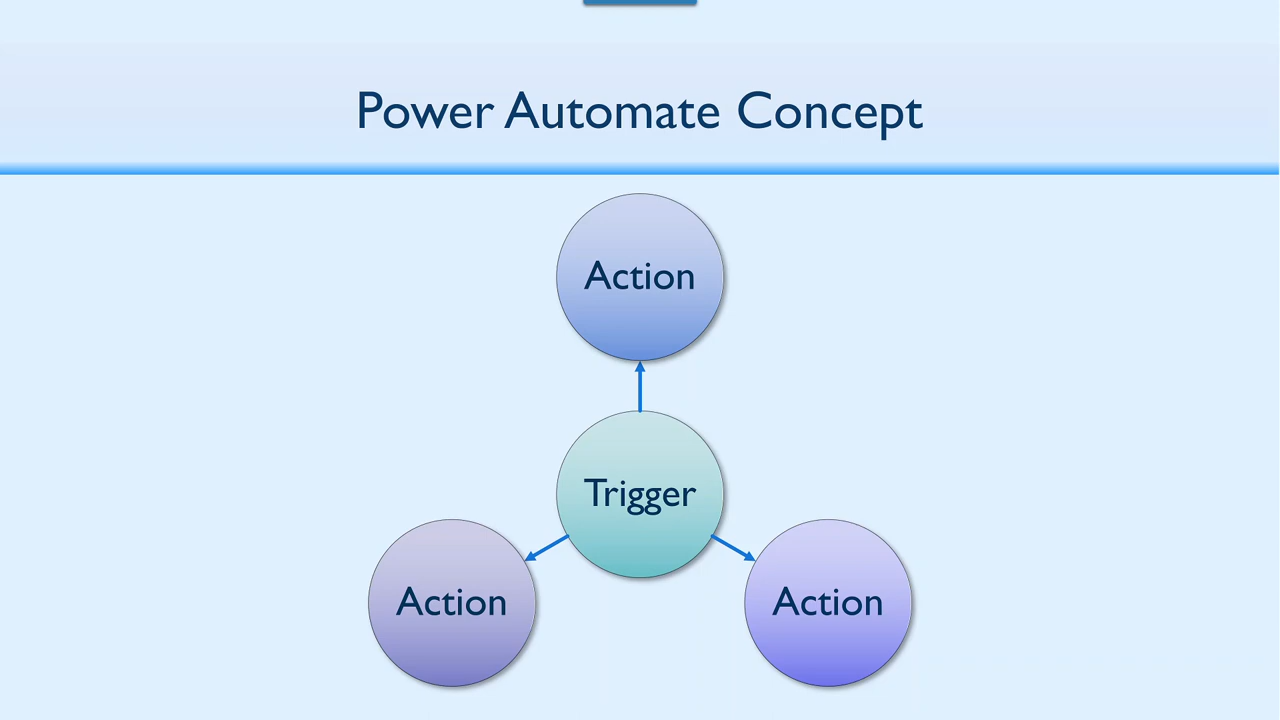 Power Automate Concept
Action
Trigger
Action
Action